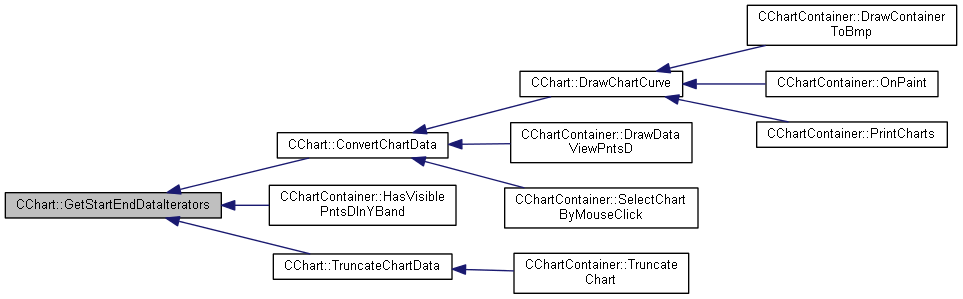 CChartContainer::DrawContainer
ToBmp
CChart::DrawChartCurve
CChartContainer::OnPaint
CChartContainer::PrintCharts
CChart::ConvertChartData
CChartContainer::DrawData
ViewPntsD
CChart::GetStartEndDataIterators
CChartContainer::HasVisible
PntsDInYBand
CChartContainer::SelectChart
ByMouseClick
CChart::TruncateChartData
CChartContainer::Truncate
Chart